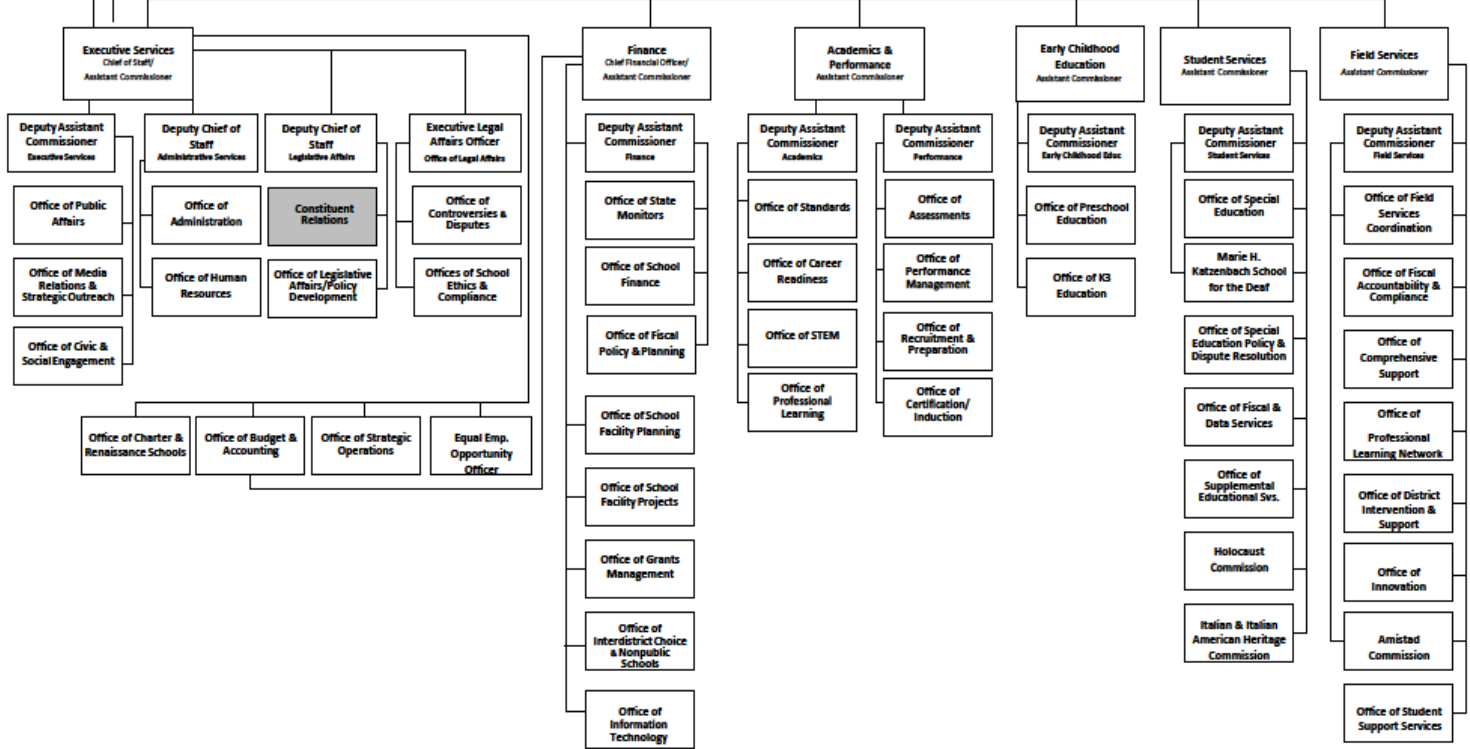 Executive Services
Chief of Staff/
Assistant Commissioner
Finance
Chief Financial Officer/
Assistant Commissioner
Academics &
Performance
Assistant Commissioner
Early Childhood
Education
Assistant Commissioner
Student Services
Assistant Commissioner
Field Services
Assistant Commissioner
Deputy Assistant
Commissioner
Executive Services
Deputy Chief of
Staff
Administrative Services
Deputy Chief of
Staff
Legislative Affairs
Executive Legal
Affairs Officer
Office of Legal Affairs
Deputy Assistant
Commissioner
Finance
Deputy Assistant
Commissioner
Academics
Deputy Assistant
Commissioner
Performance
Deputy Assistant
Commissioner
Early Childhood Educ
Deputy Assistant
Commissioner
Student Services
Deputy Assistant
Commissioner
Field Services
Office of Public
Affairs
Office of
Administration
Constituent
Relations
Office of
Controversies &
Disputes
Office of State
Monitors
Office of Standards
Office of
Assessments
Office of Preschool
Education
Office of Special
Education
Office of Field
Services
Coordination
Office of Media
Relations &
Strategic Outreach
Office of Human
Resources
Office of Legislative
Affairs/Policy
Development
Offices of School
Ethics &
Compliance
Office of School
Finance
Office of Career
Readiness
Office of
Performance
Management
Office of K3
Education
Marie H.
Katzenbach School
for the Deaf
Office of Fiscal
Accountability &
Compliance
Office of Civic &
Social Engagement
Office of Fiscal
Policy & Planning
Office of STEM
Office of
Recruitment &
Preparation
Office of Special
Education Policy &
Dispute Resolution
Office of
Comprehensive
Support
Office of
Professional
Learning
Office of
Certification/
Induction
Office of Charter &
Renaissance Schools
Office of Budget &
Accounting
Office of Strategic
Operations
Equal Emp.
Opportunity
Officer
Office of School
Facility Planning
Office of Fiscal &
Data Services
Office of
Professional
Learning Network
Office of School
Facility Projects
Office of
Supplemental
Educational Svs.
Office of District
Intervention &
Support
Office of Grants
Management
Holocaust
Commission
Office of
Innovation
Office of
Interdistrict Choice
& Nonpublic
Schools
Italian & Italian
American Heritage
Commission
Amistad
Commission
Office of
Information
Technology
Office of Student
Support Services